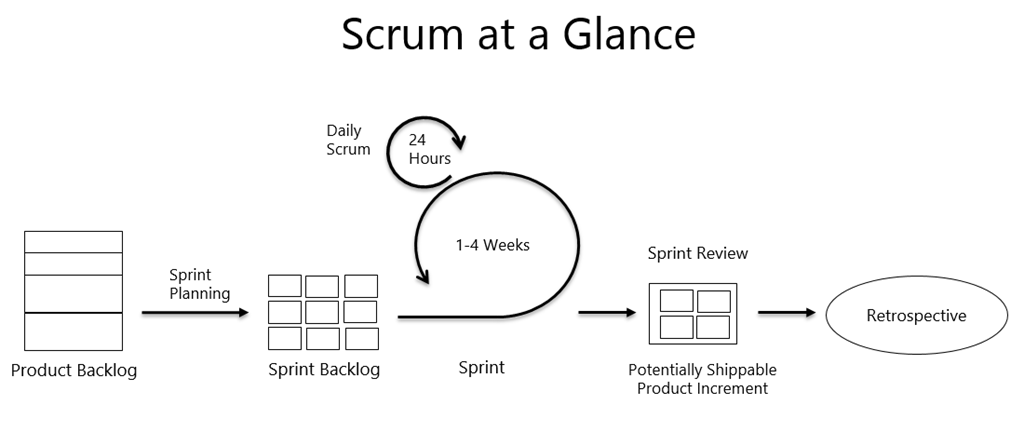 Scrum at a Glance
Daily
Scrum
24
Hours
1-4 Weeks
Sprint
Planning
Sprint Review
Retrospective
Product Backlog
Sprint Backlog
Sprint
Potentially Shippable
Product Increment